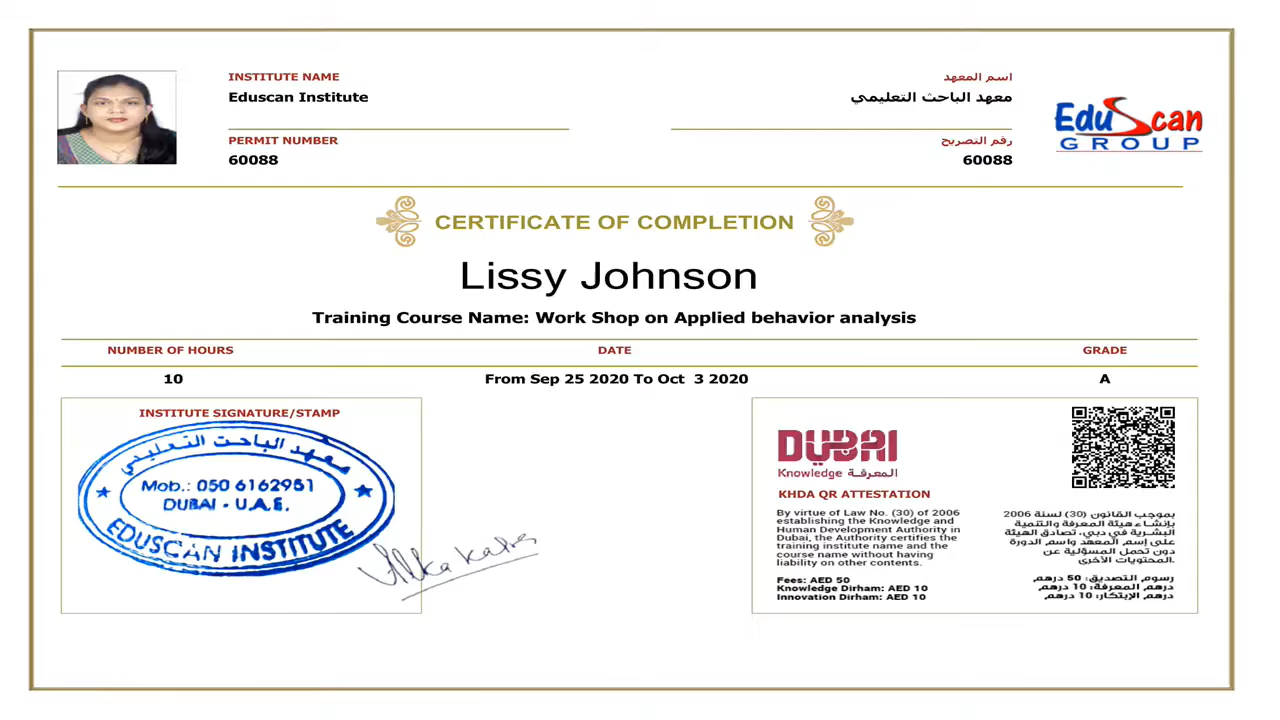 INSTITUTE NAME
Eduscan Institute
PERMIT NUMBER
60088
اسم المعهد
معهد الباحث التعليمي
رقم التصريح
60088
EduScan
GROUP
CERTIFICATE OF COMPLETION
Lissy Johnson
Training Course Name: Work Shop on Applied behavior analysis
NUMBER OF HOURS DATE GRADE
10 From Sep 25 2020 To Oct 3 2020 A
INSTITUTE SIGNATURE/STAMP
معهد الباحث التعليمي
Mob.: 050 6162951
DUBAI - U.A.E.
EDUSCAN INSTITUTE
DUBAI
Knowledge المعرفة
KHDA QR ATTESTATION
By virtue of Law No. (30) of 2006
establishing the Knowledge and
Human Development Authority in
Dubai, the Authority certifies the
training institute name and the
course name without having
liability on other contents.
Fees: AED 50
Knowledge Dirham: AED 10
Innovation Dirham: AED 10
بموجب القانون (30) لسنة 2006
بإنشاء هيئة المعرفة والتنمية
البشرية في دبي، تصادق الهيئة
على إسم المعهد واسم الدورة
دون تحمل المسؤلية عن
المحتويات الأخرى.
رسوم التصديق: 50 درهم
درهم المعرفة: 10 درهم
درهم الإبتكار: 10 درهم